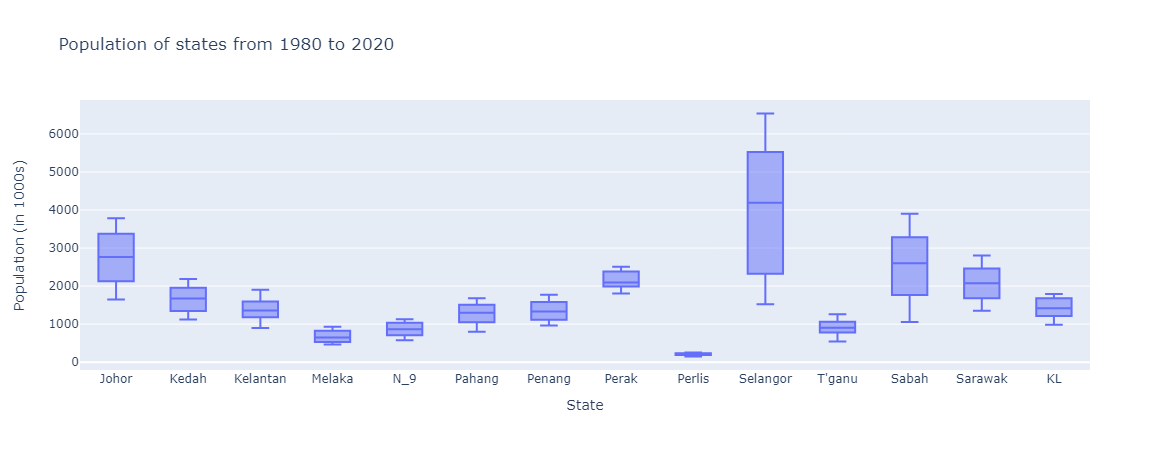 Population of states from 1980 to 2020
Population (in 1000s)
6000
5000
4000
3000
2000
1000
0
Johor Kedah Kelantan Melaka N_9 Pahang Penang Perak Perlis Selangor T'ganu Sabah Sarawak KL
State